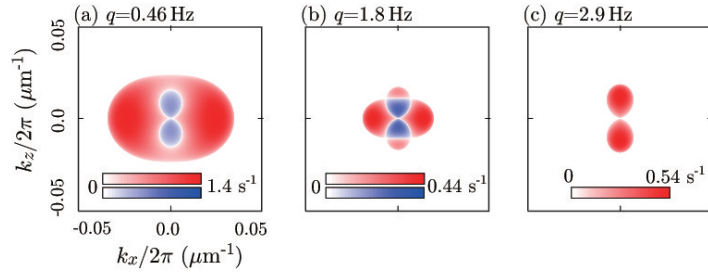 (a) q=0.46 Hz
(b) q=1.8 Hz
(c) q=2.9 Hz
0.05
0.0
-0.05
k_z/2π (μm⁻¹)
0
1.4 s⁻¹
0
0.44 s⁻¹
0
0.54 s⁻¹
-0.05
0.0
0.05
k_x/2π (μm⁻¹)